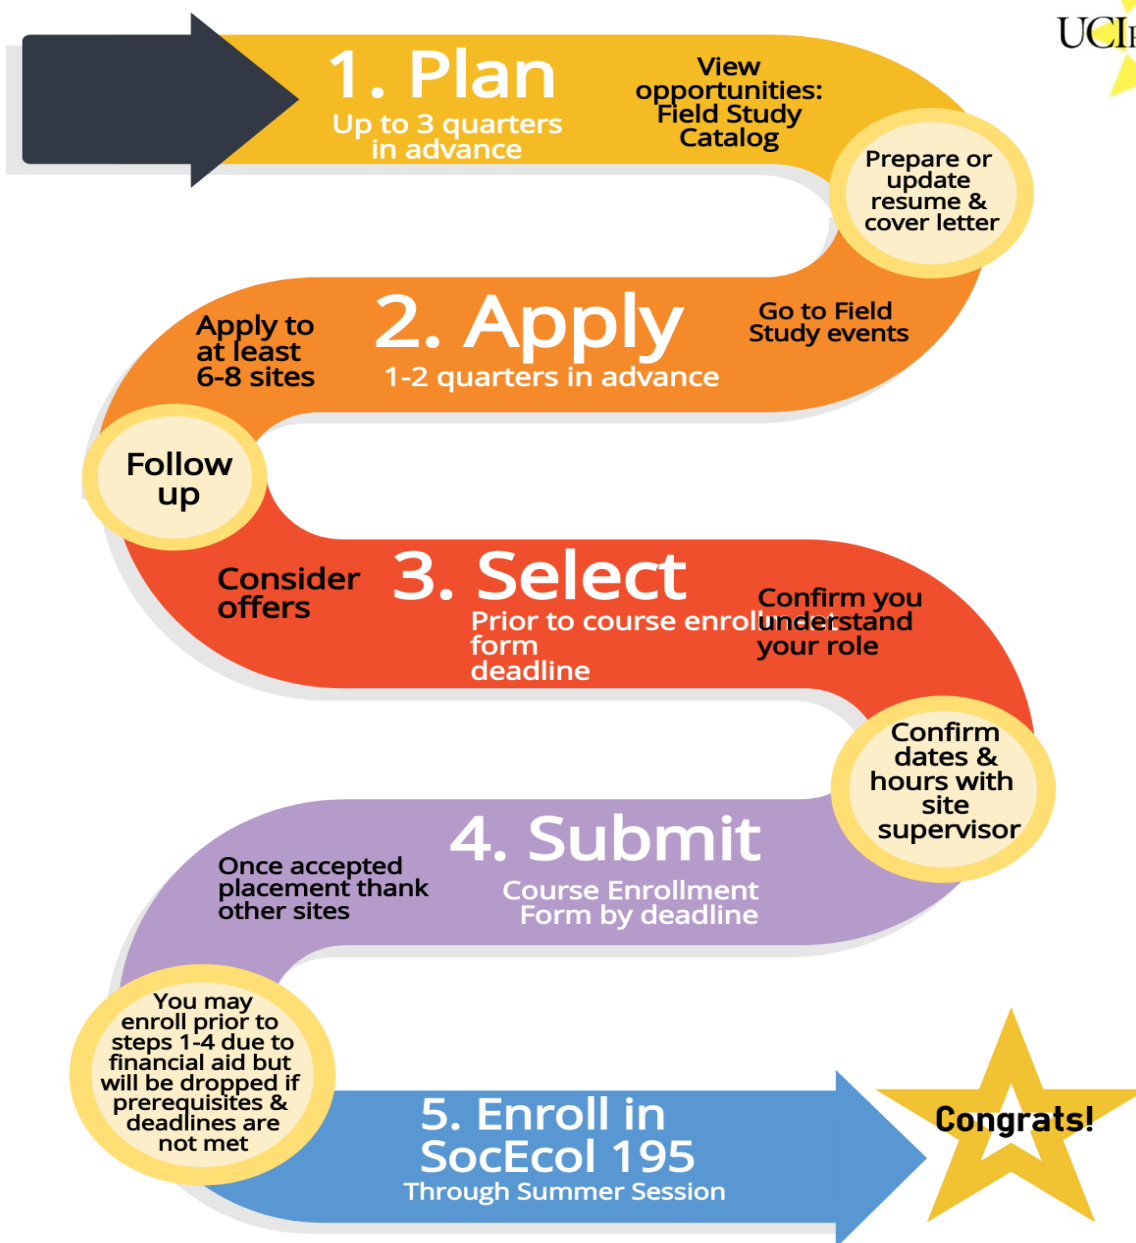 UCI
1. Plan
Up to 3 quarters
in advance
View
opportunities:
Field Study
Catalog
Prepare or
update
resume &
cover letter
Go to Field
Study events
2. Apply
1-2 quarters in advance
Apply to
at least
6-8 sites
Follow
up
Consider
offers
3. Select
Prior to course enrollment
form
deadline
Confirm you
understand
your role
Confirm
dates &
hours with
site
supervisor
4. Submit
Course Enrollment
Form by deadline
Once accepted
placement thank
other sites
You may
enroll prior to
steps 1-4 due to
financial aid but
will be dropped if
prerequisites &
deadlines are
not met
5. Enroll in
SocEcol 195
Through Summer Session
Congrats!